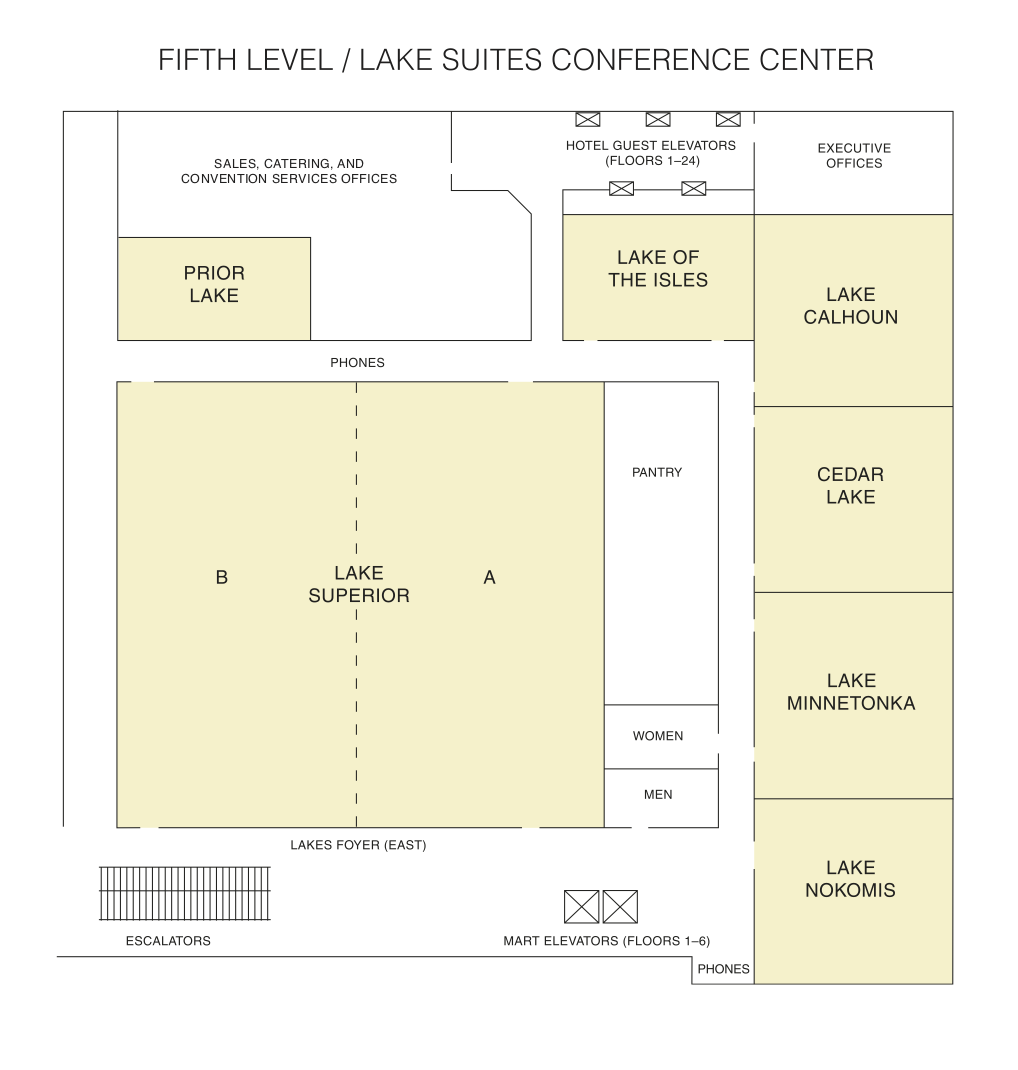 FIFTH LEVEL / LAKE SUITES CONFERENCE CENTER
HOTEL GUEST ELEVATORS
(FLOORS 1–24)
EXECUTIVE
OFFICES
SALES, CATERING, AND
CONVENTION SERVICES OFFICES
PRIOR
LAKE
LAKE OF
THE ISLES
LAKE
CALHOUN
PHONES
PANTRY
CEDAR
LAKE
B
LAKE
SUPERIOR
A
LAKE
MINNETONKA
WOMEN
MEN
LAKES FOYER (EAST)
LAKE
NOKOMIS
ESCALATORS
MART ELEVATORS (FLOORS 1–6)
PHONES